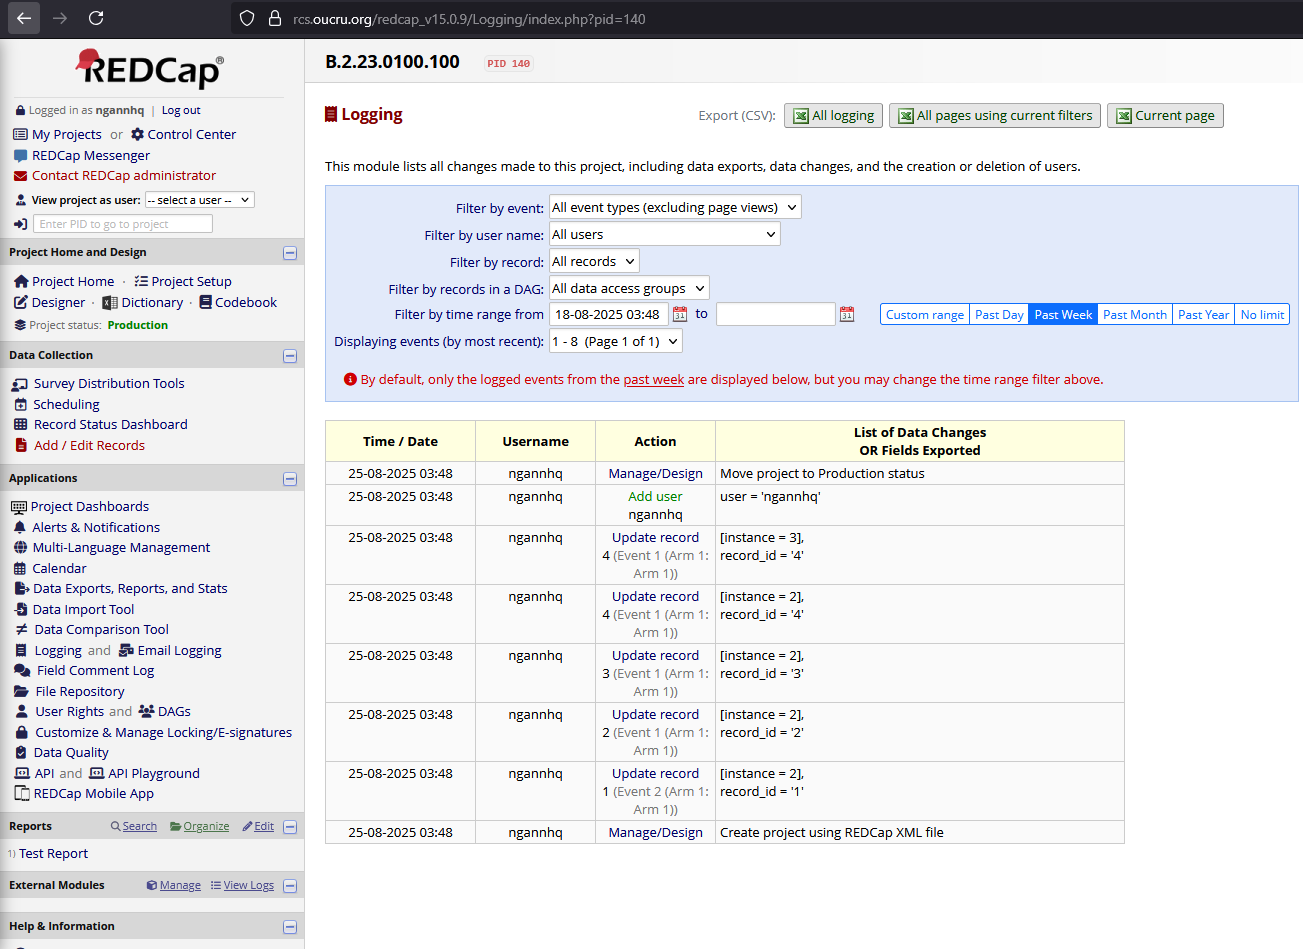 rcs.oucru.org/redcap_v15.0.9/Logging/index.php?pid=140
REDCap®
Logged in as ngannhq | Log out
My Projects or Control Center
REDCap Messenger
Contact REDCap administrator
View project as user: -- select a user --
Enter PID to go to project
Project Home and Design
Project Home · Project Setup
Designer · Dictionary · Codebook
Project status: Production
Data Collection
Survey Distribution Tools
Scheduling
Record Status Dashboard
Add / Edit Records
Applications
Project Dashboards
Alerts & Notifications
Multi-Language Management
Calendar
Data Exports, Reports, and Stats
Data Import Tool
Data Comparison Tool
Logging and Email Logging
Field Comment Log
File Repository
User Rights and DAGs
Customize & Manage Locking/E-signatures
Data Quality
API and API Playground
REDCap Mobile App
Reports Search Organize Edit
1) Test Report
External Modules Manage View Logs
Help & Information
B.2.23.0100.100 PID 140
Logging
Export (CSV): All logging All pages using current filters Current page
This module lists all changes made to this project, including data exports, data changes, and the creation or deletion of users.
Filter by event: All event types (excluding page views)
Filter by user name: All users
Filter by record: All records
Filter by records in a DAG: All data access groups
Filter by time range from 18-08-2025 03:48 31 to 31 Custom range Past Day Past Week Past Month Past Year No limit
Displaying events (by most recent): 1 - 8 (Page 1 of 1)
By default, only the logged events from the past week are displayed below, but you may change the time range filter above.
Time / Date Username Action List of Data Changes
OR Fields Exported
25-08-2025 03:48 ngannhq Manage/Design Move project to Production status
25-08-2025 03:48 ngannhq Add user user = 'ngannhq'
ngannhq
25-08-2025 03:48 ngannhq Update record [instance = 3],
4 (Event 1 (Arm 1: record_id = '4'
Arm 1))
25-08-2025 03:48 ngannhq Update record [instance = 2],
4 (Event 1 (Arm 1: record_id = '4'
Arm 1))
25-08-2025 03:48 ngannhq Update record [instance = 2],
3 (Event 1 (Arm 1: record_id = '3'
Arm 1))
25-08-2025 03:48 ngannhq Update record [instance = 2],
2 (Event 1 (Arm 1: record_id = '2'
Arm 1))
25-08-2025 03:48 ngannhq Update record [instance = 2],
1 (Event 2 (Arm 1: record_id = '1'
Arm 1))
25-08-2025 03:48 ngannhq Manage/Design Create project using REDCap XML file